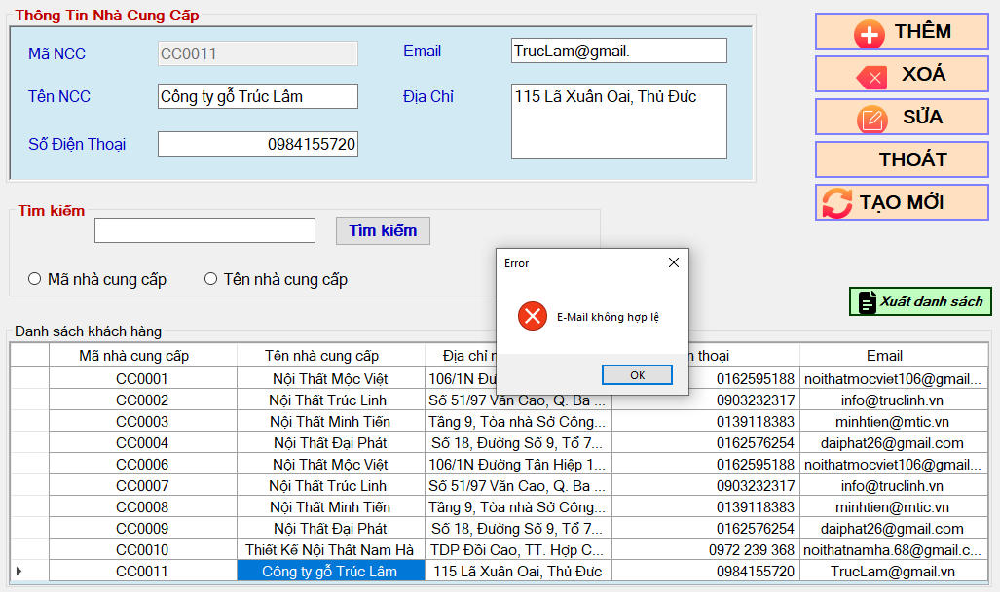 Thông Tin Nhà Cung Cấp
Mã NCC CC0011 Email TrucLam@gmail.
Tên NCC Công ty gỗ Trúc Lâm Địa Chỉ 115 Lã Xuân Oai, Thủ Đức
Số Điện Thoại 0984155720
THÊM
XOÁ
SỬA
THOÁT
TẠO MỚI
Tìm kiếm
Tìm kiếm
Mã nhà cung cấp Tên nhà cung cấp
Error
E-Mail không hợp lệ
OK
Xuất danh sách
Danh sách khách hàng
Mã nhà cung cấp Tên nhà cung cấp Địa chỉ thoại Email
CC0001 Nội Thất Mộc Việt 106/1N 0162595188 noithatmocviet106@gmail...
CC0002 Nội Thất Trúc Linh Số 51/97 Văn Cao, Q. Ba ... 0903232317 info@truclinh.vn
CC0003 Nội Thất Minh Tiến Tầng 9, Tòa nhà Sở Công... 0139118383 minhtien@mtic.vn
CC0004 Nội Thất Đại Phát Số 18, Đường Số 9, Tổ 7... 0162576254 daiphat26@gmail.com
CC0006 Nội Thất Mộc Việt 106/1N Đường Tân Hiệp 1... 0162595188 noithatmocviet106@gmail...
CC0007 Nội Thất Trúc Linh Số 51/97 Văn Cao, Q. Ba ... 0903232317 info@truclinh.vn
CC0008 Nội Thất Minh Tiến Tầng 9, Tòa nhà Sở Công... 0139118383 minhtien@mtic.vn
CC0009 Nội Thất Đại Phát Số 18, Đường Số 9, Tổ 7... 0162576254 daiphat26@gmail.com
CC0010 Thiết Kế Nội Thất Nam Hà TDP Đồi Cao, TT. Hợp C... 0972 239 368 noithatnamha.68@gmail.c...
CC0011 Công ty gỗ Trúc Lâm 115 Lã Xuân Oai, Thủ Đức 0984155720 TrucLam@gmail.vn